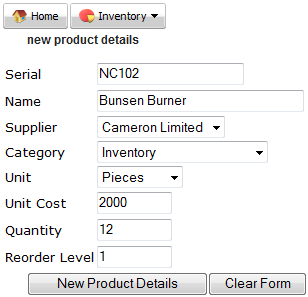 Home Inventory
new product details
Serial NC102
Name Bunsen Burner
Supplier Cameron Limited
Category Inventory
Unit Pieces
Unit Cost 2000
Quantity 12
Reorder Level 1
New Product Details Clear Form